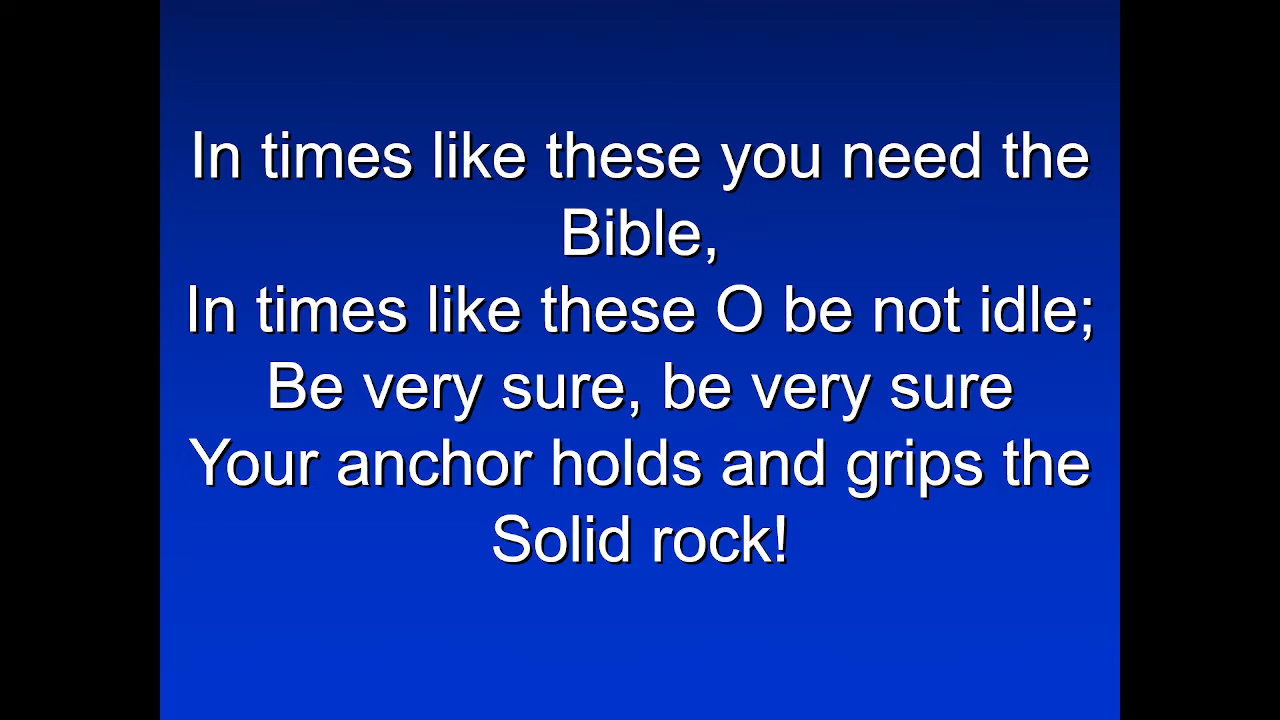 In times like these you need the
Bible,
In times like these O be not idle;
Be very sure, be very sure
Your anchor holds and grips the
Solid rock!